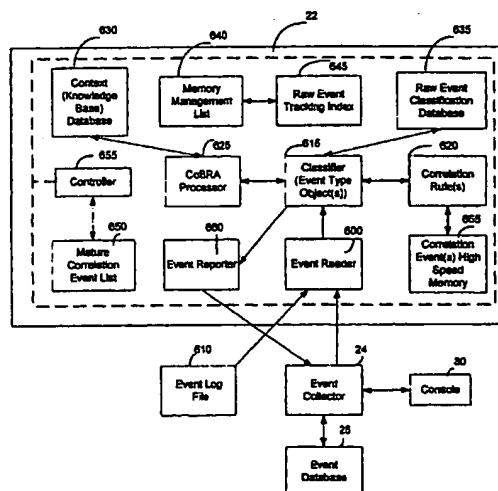 22
630
640
645
635
Context
(Knowledge
Base)
Database
Memory
Management
List
Raw Event
Tracking Index
Raw Event
Classification
Database
655
625
615
620
Controller
CoBRA
Processor
Classifier
(Event Type
Object(s))
Correlation
Rule(s)
650
660
600
665
Mature
Correlation
Event List
Event Reporter
Event Reader
Correlation
Event(s) High
Speed Memory
610
24
30
Event Log
File
Event
Collector
Console
26
Event
Database